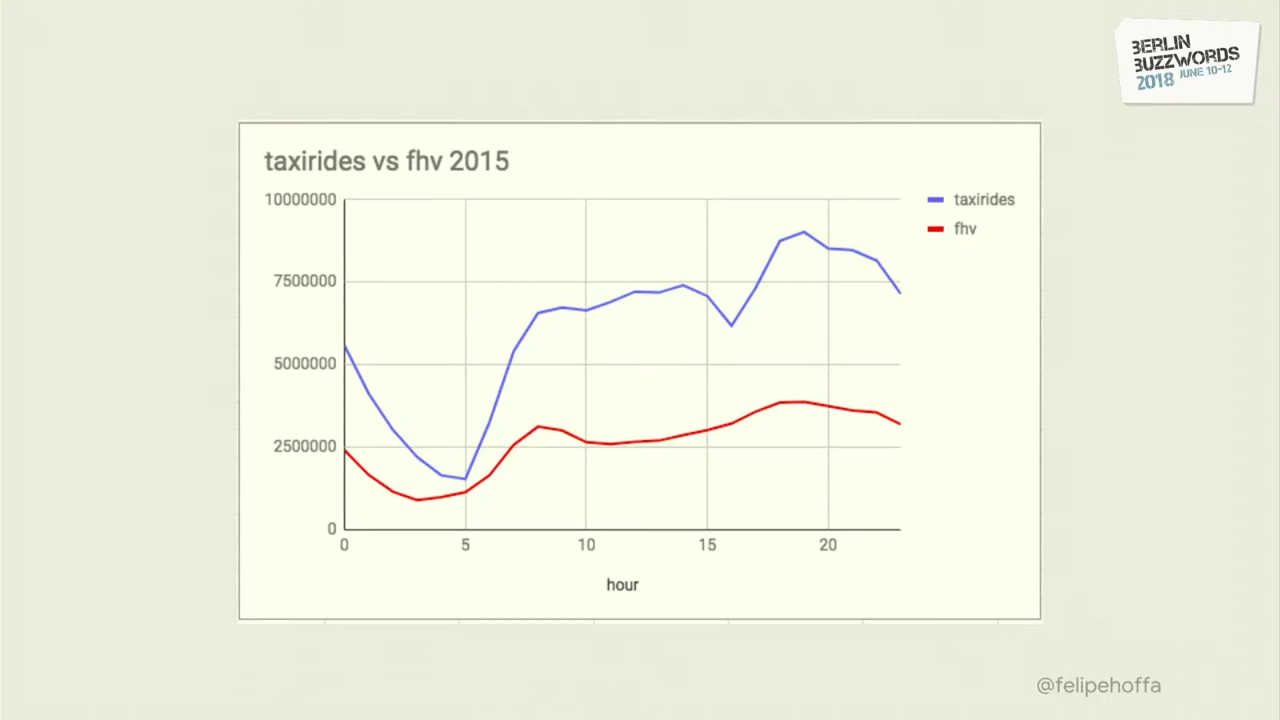 BERLIN
BUZZWORDS
2018 JUNE 10-12
taxirides vs fhv 2015
10000000
7500000
5000000
2500000
0
0 5 10 15 20
hour
taxirides
fhv
@felipehoffa